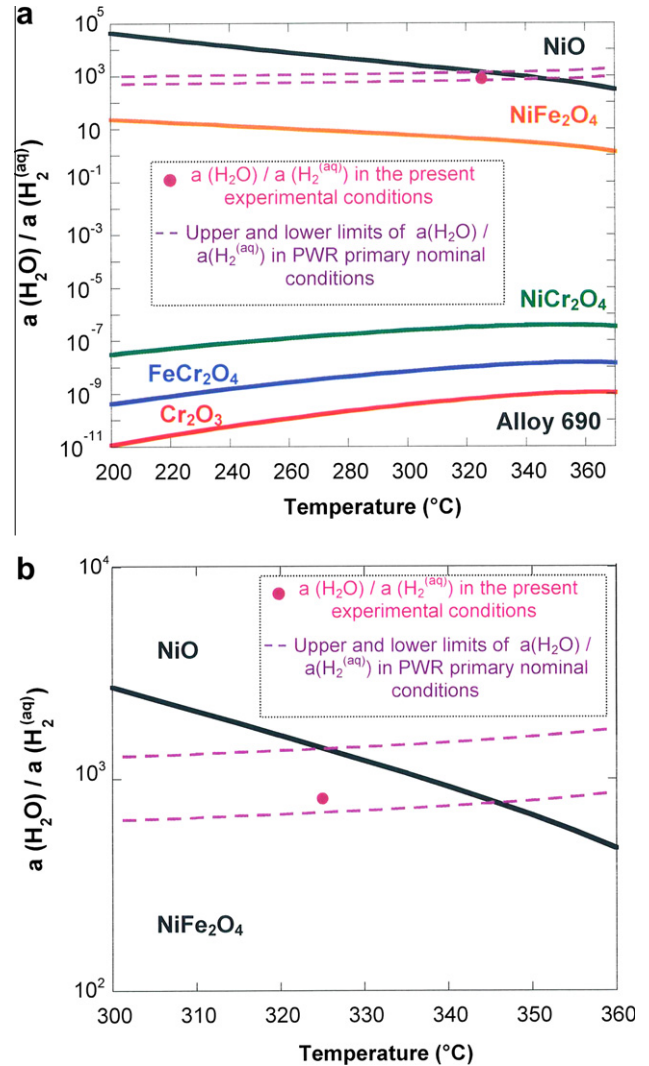 a
10^5
10^3
10
10^-1
10^-3
10^-5
10^-7
10^-9
10^-11
a (H₂O) / a (H₂^(aq))
NiO
NiFe₂O₄
a (H₂O) / a (H₂^(aq)) in the present
experimental conditions
Upper and lower limits of a(H₂O) /
a(H₂^(aq)) in PWR primary nominal
conditions
NiCr₂O₄
FeCr₂O₄
Cr₂O₃
Alloy 690
200 220 240 260 280 300 320 340 360
Temperature (°C)
b
10^4
10^3
10^2
a (H₂O) / a (H₂^(aq))
a (H₂O) / a (H₂^(aq)) in the present
experimental conditions
Upper and lower limits of a(H₂O) /
a(H₂^(aq)) in PWR primary nominal
conditions
NiO
NiFe₂O₄
300 310 320 330 340 350 360
Temperature (°C)